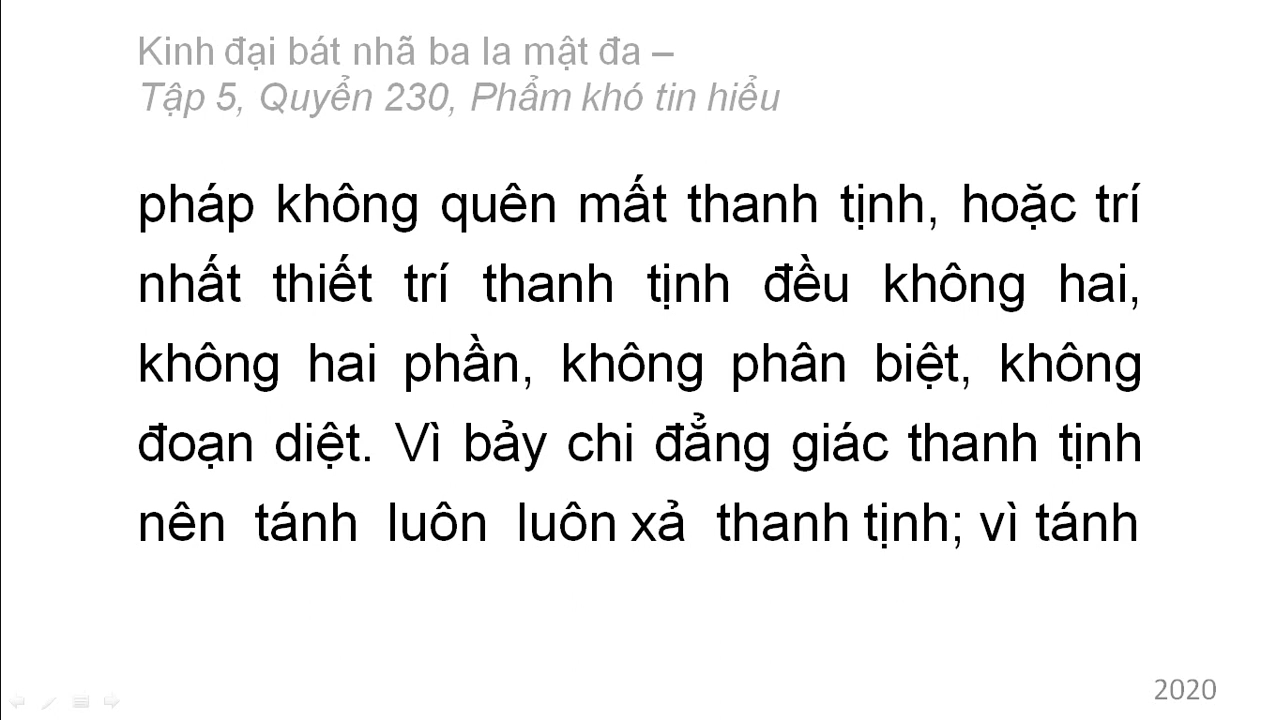 Kinh đại bát nhã ba la mật đa –
Tập 5, Quyển 230, Phẩm khó tin hiểu
pháp không quên mất thanh tịnh, hoặc trí
nhất thiết trí thanh tịnh đều không hai,
không hai phần, không phân biệt, không
đoạn diệt. Vì bảy chi đẳng giác thanh tịnh
nên tánh luôn luôn xả thanh tịnh; vì tánh
2020